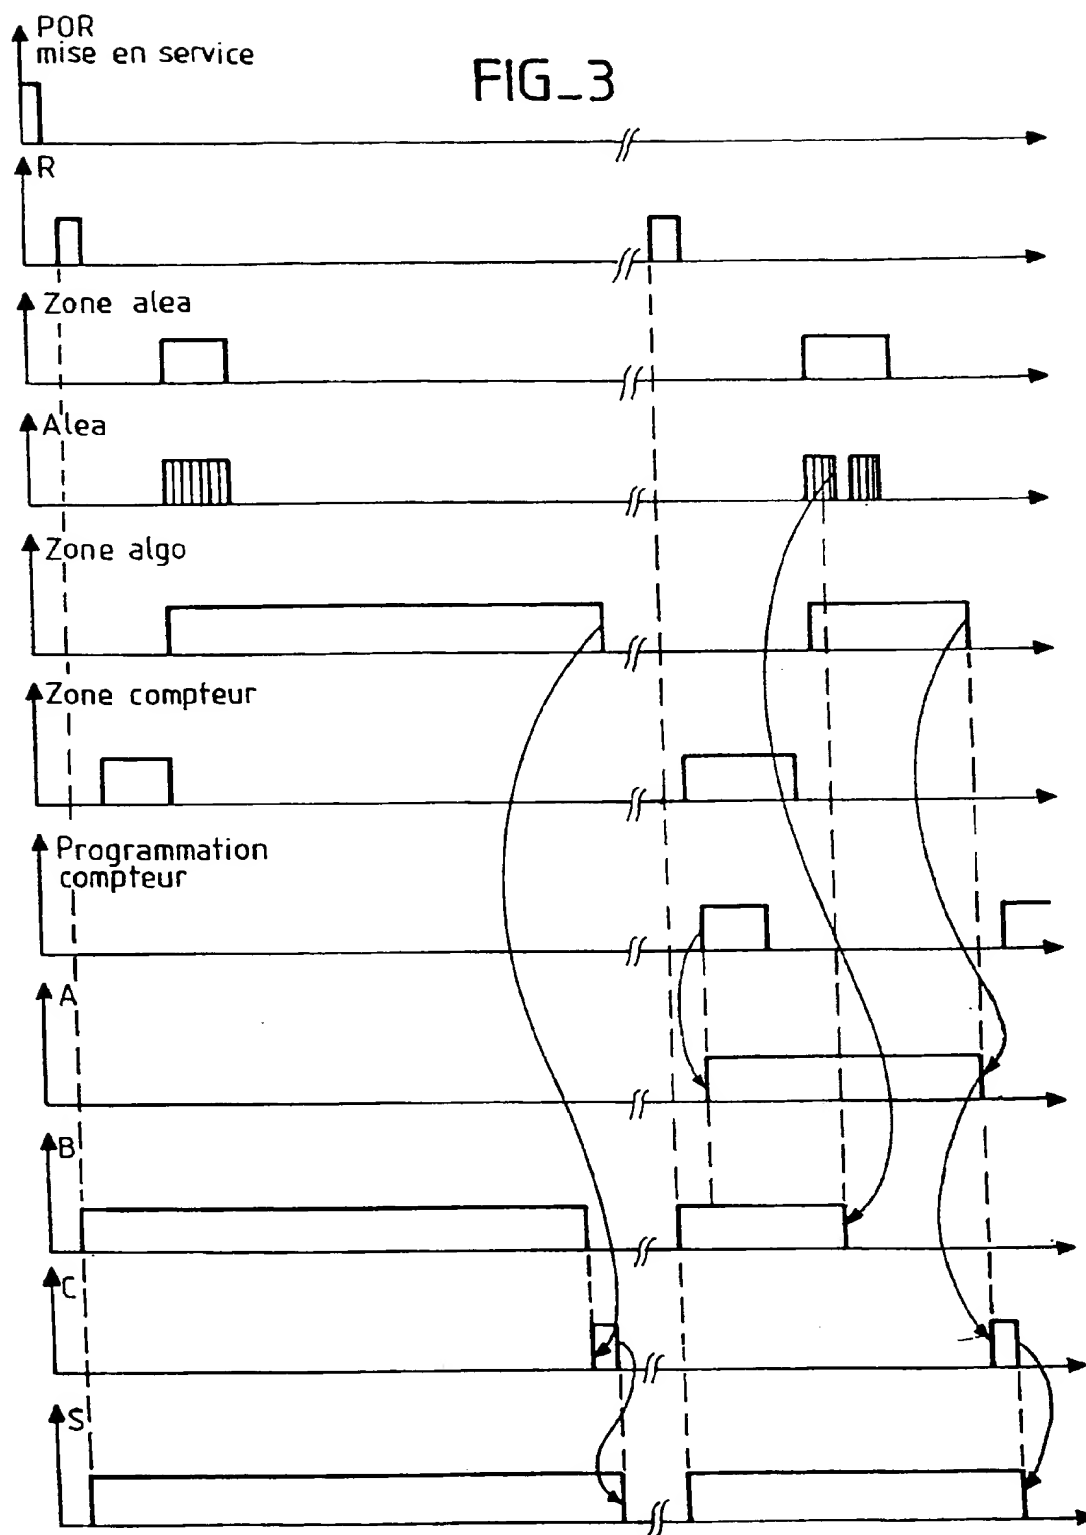 POR
mise en service
FIG_3
R
Zone alea
Alea
Zone algo
Zone compteur
Programmation
compteur
A
B
C
S